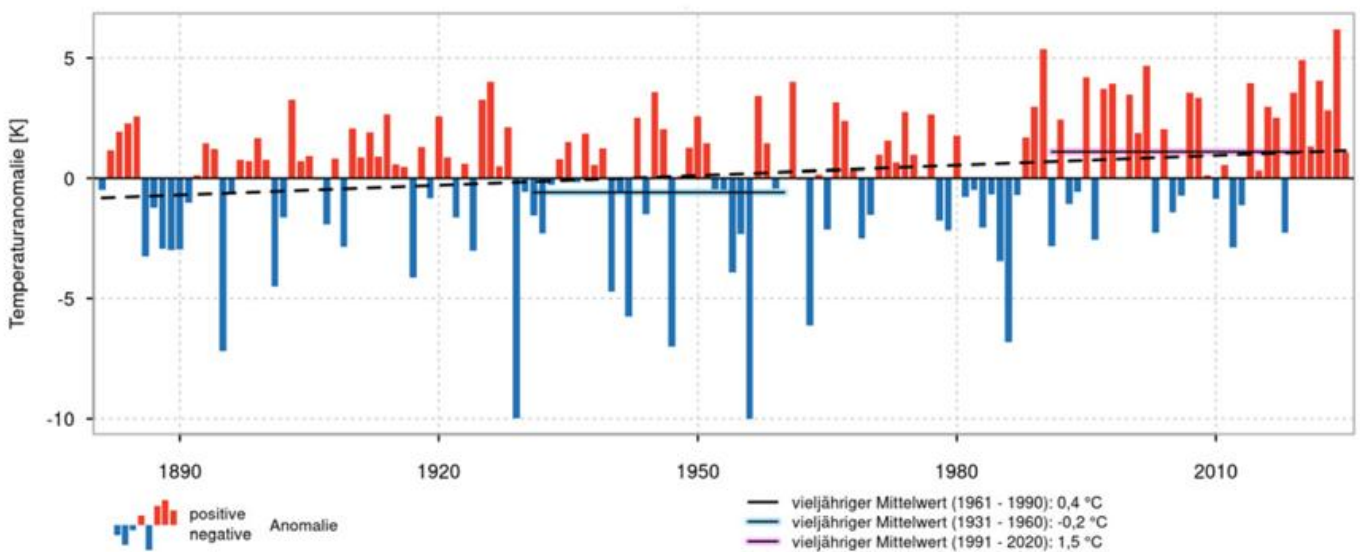 Temperaturanomalie [K]
5
0
-5
-10
1890 1920 1950 1980 2010
positive
negative
Anomalie
vieljähriger Mittelwert (1961 - 1990): 0,4 °C
vieljähriger Mittelwert (1931 - 1960): -0,2 °C
vieljähriger Mittelwert (1991 - 2020): 1,5 °C